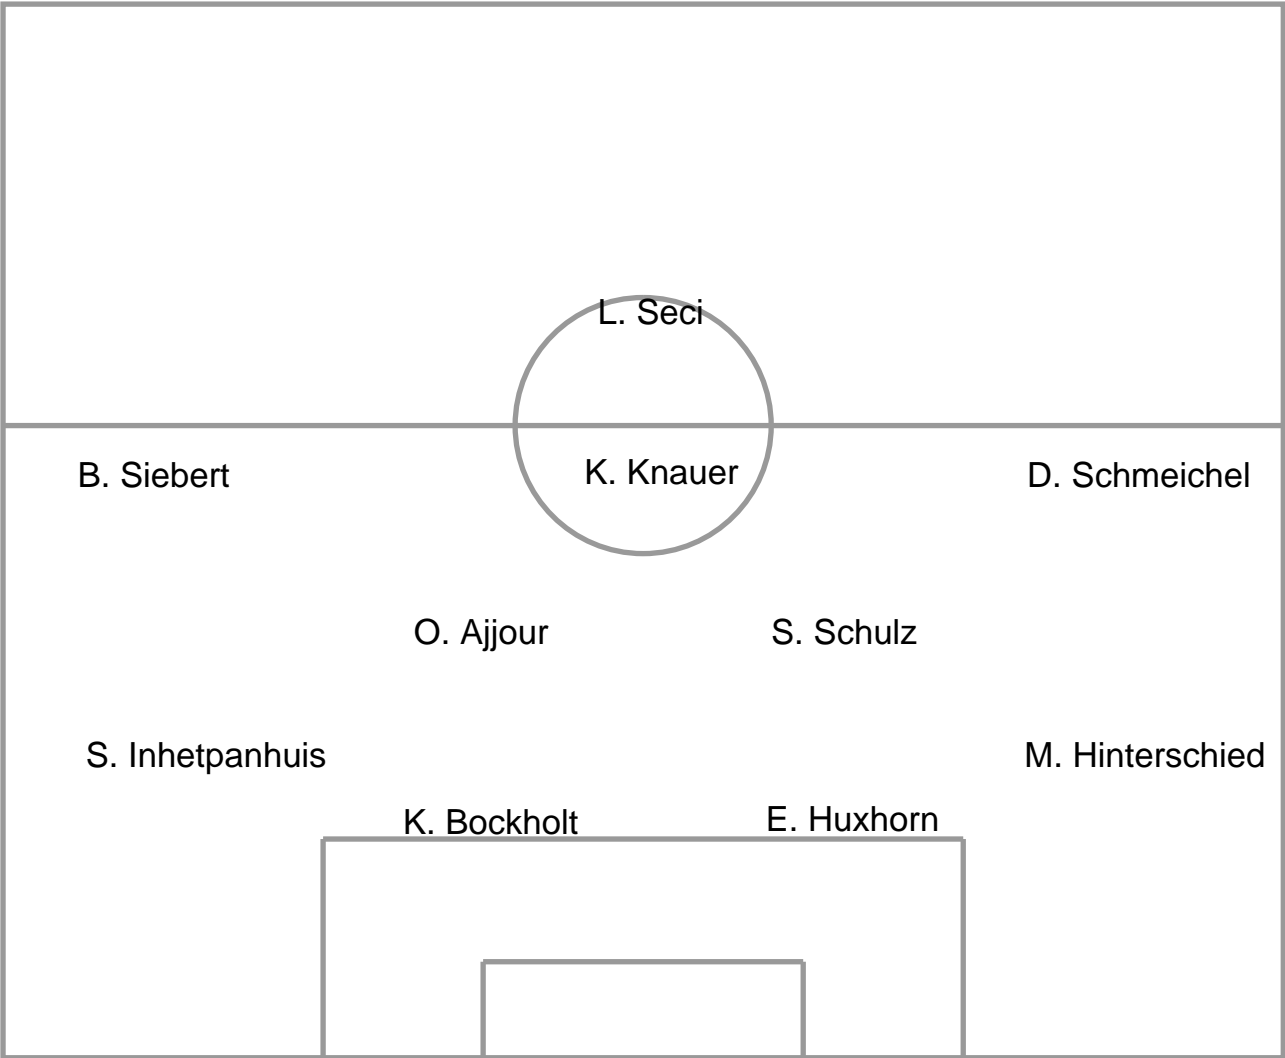 L. Seci
B. Siebert K. Knauer D. Schmeichel
O. Ajjour S. Schulz
S. Inhetpanhuis M. Hinterschied
K. Bockholt E. Huxhorn